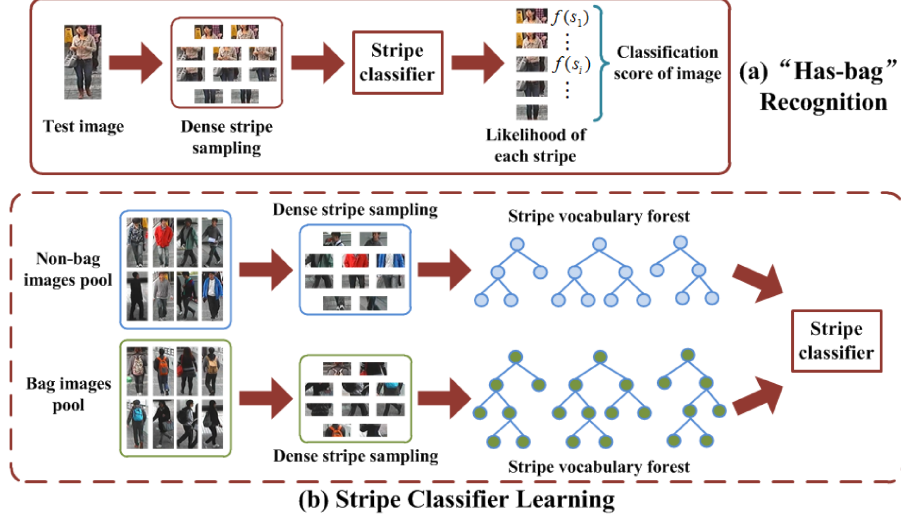 Test image
Dense stripe
sampling
Stripe
classifier
f(s₁)
⋮
f(sᵢ)
⋮
Likelihood of
each stripe
Classification
score of image
(a) “Has-bag”
Recognition
Non-bag
images pool
Dense stripe sampling
Stripe vocabulary forest
Bag images
pool
Dense stripe sampling
Stripe vocabulary forest
Stripe
classifier
(b) Stripe Classifier Learning